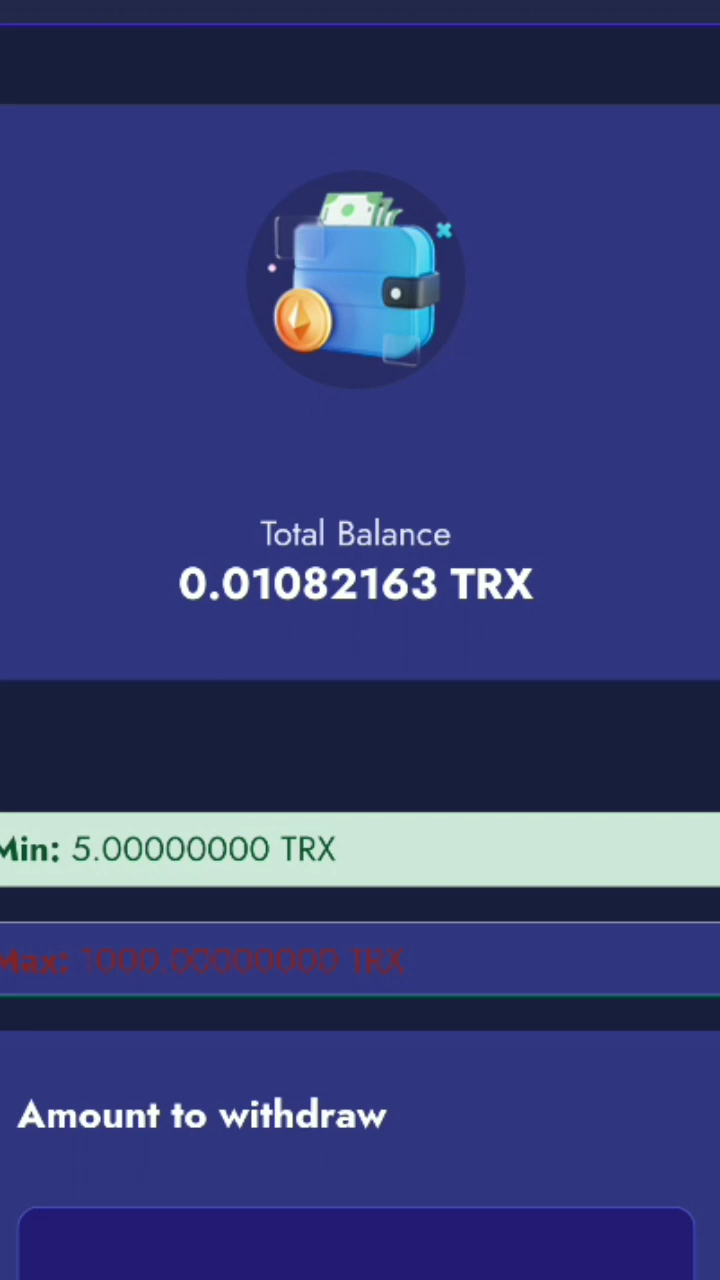 Total Balance
0.01082163 TRX
Min: 5.00000000 TRX
Max: 1000.00000000 TRX
Amount to withdraw